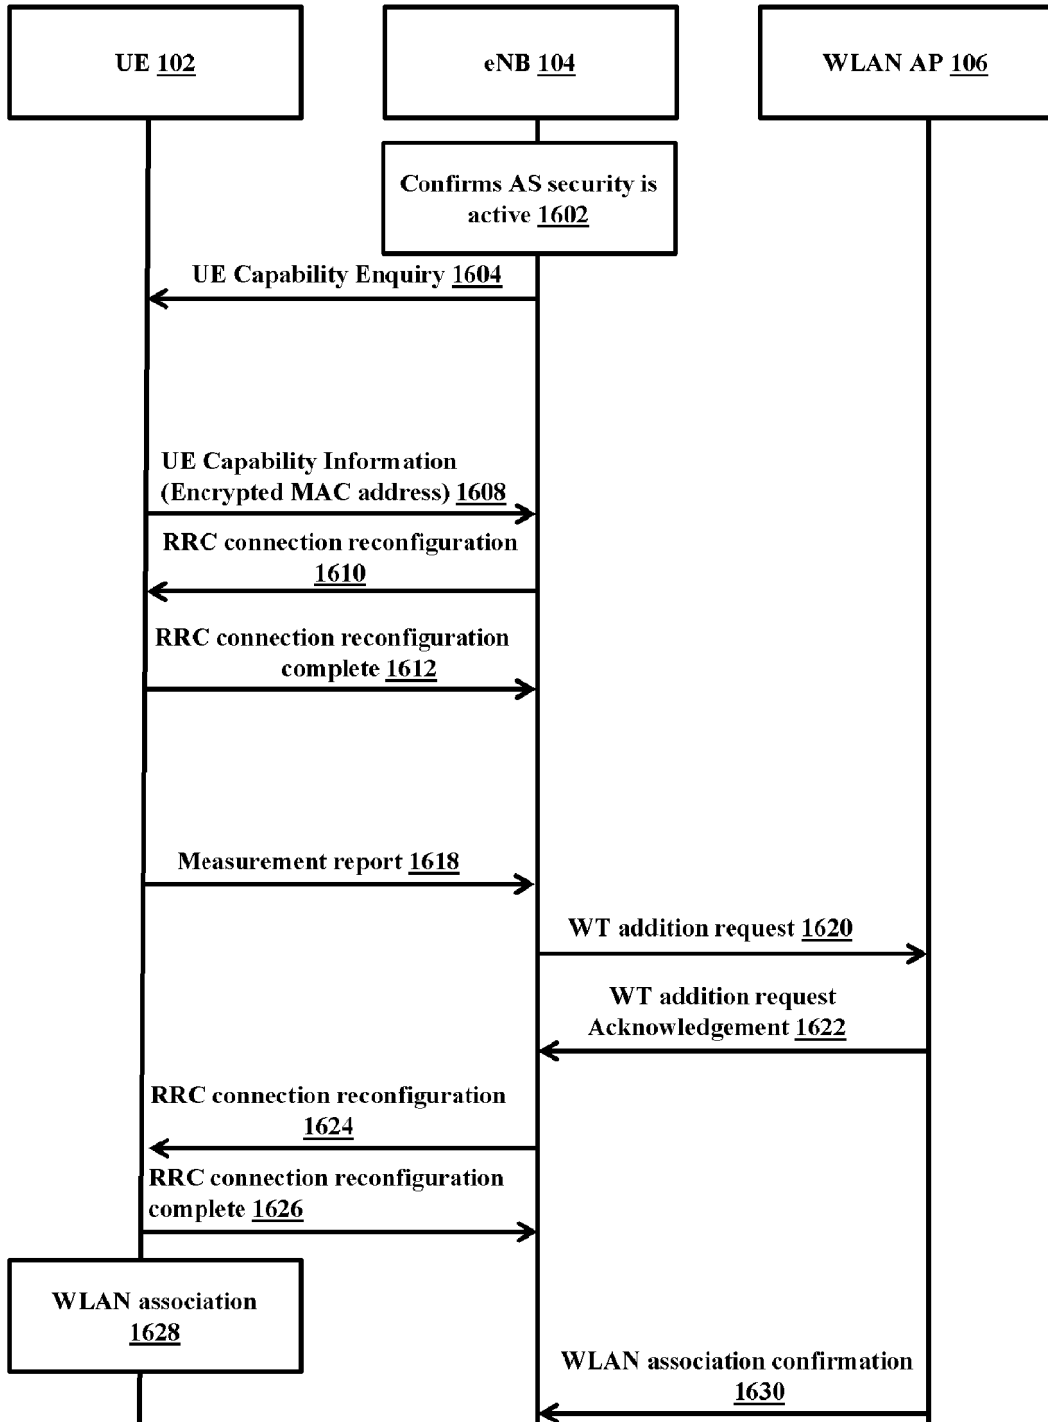 UE 102
eNB 104
WLAN AP 106
Confirms AS security is
active 1602
UE Capability Enquiry 1604
UE Capability Information
(Encrypted MAC address) 1608
RRC connection reconfiguration
1610
RRC connection reconfiguration
complete 1612
Measurement report 1618
WT addition request 1620
WT addition request
Acknowledgement 1622
RRC connection reconfiguration
1624
RRC connection reconfiguration
complete 1626
WLAN association
1628
WLAN association confirmation
1630